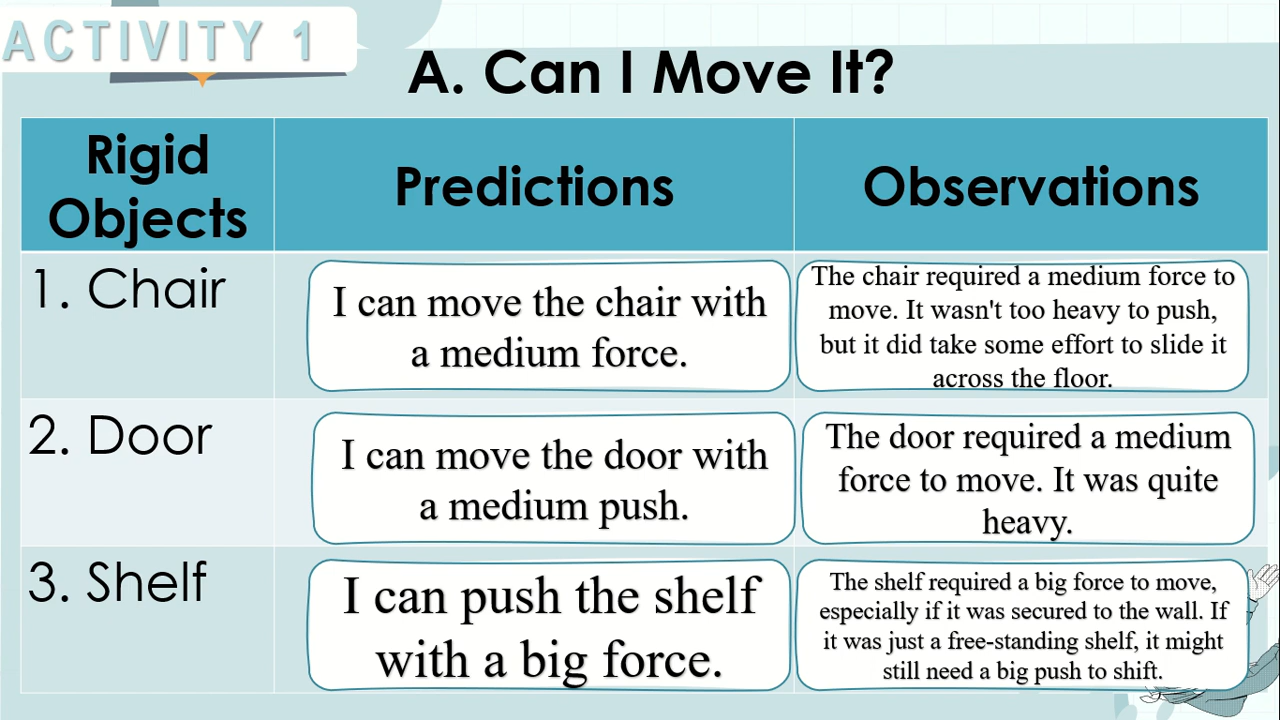 ACTIVITY 1
A. Can I Move It?
Rigid
Objects
Predictions
Observations
1. Chair
I can move the chair with
a medium force.
The chair required a medium force to
move. It wasn't too heavy to push,
but it did take some effort to slide it
across the floor.
2. Door
I can move the door with
a medium push.
The door required a medium
force to move. It was quite
heavy.
3. Shelf
I can push the shelf
with a big force.
The shelf required a big force to move,
especially if it was secured to the wall. If
it was just a free-standing shelf, it might
still need a big push to shift.